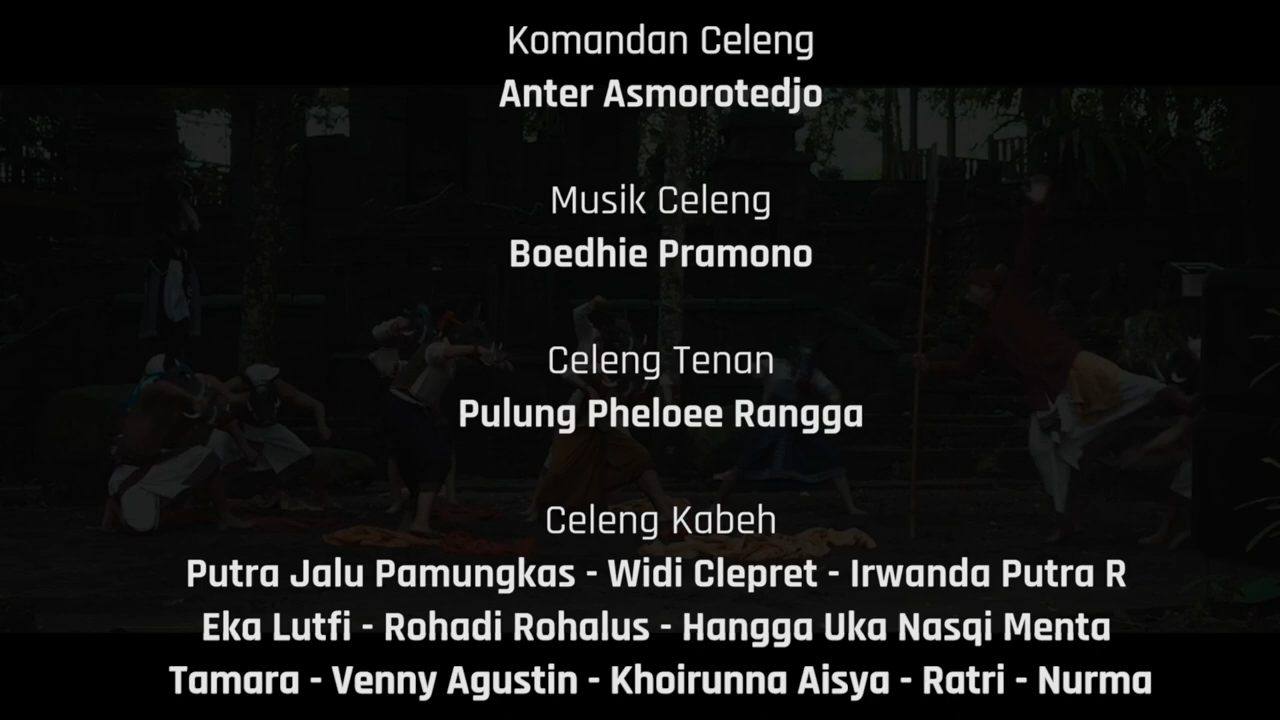 Komandan Celeng
Anter Asmorotedjo
Musik Celeng
Boedhie Pramono
Celeng Tenan
Pulung Pheloee Rangga
Celeng Kabeh
Putra Jalu Pamungkas - Widi Clepret - Irwanda Putra R
Eka Lutfi - Rohadi Rohalus - Hangga Uka Nasqi Menta
Tamara - Venny Agustin - Khoirunna Aisya - Ratri - Nurma